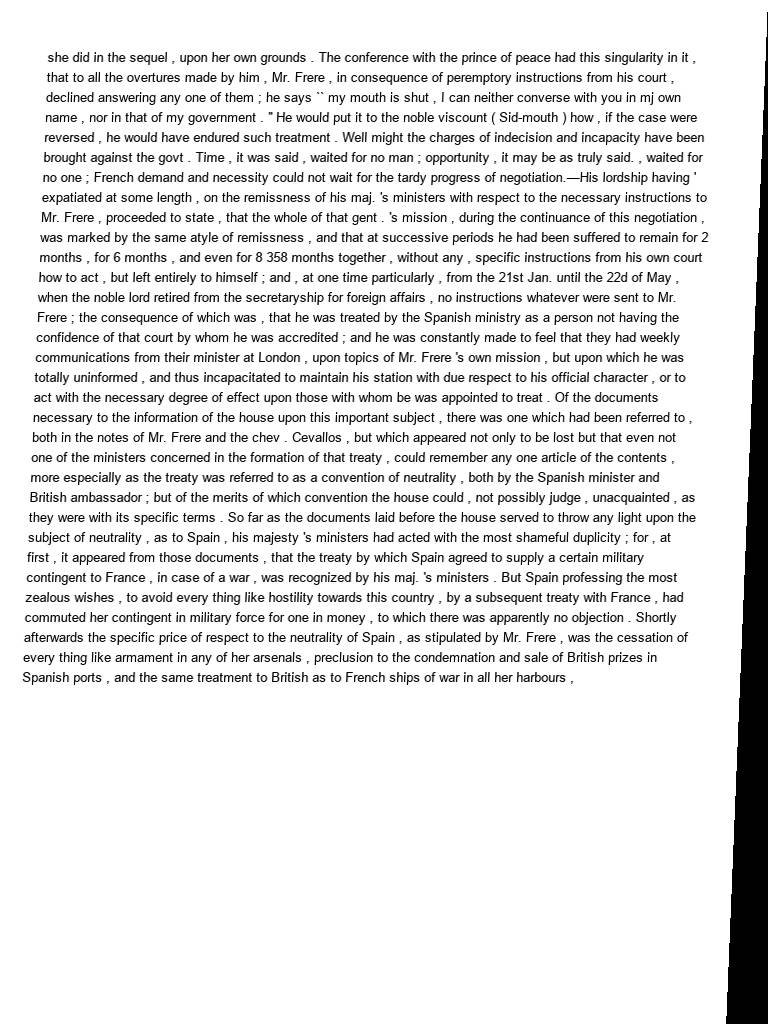 she did in the sequel , upon her own grounds . The conference with the prince of peace had this singularity in it ,
that to all the overtures made by him , Mr. Frere , in consequence of peremptory instructions from his court ,
declined answering any one of them ; he says `` my mouth is shut , I can neither converse with you in mj own
name , nor in that of my government . " He would put it to the noble viscount ( Sid-mouth ) how , if the case were
reversed , he would have endured such treatment . Well might the charges of indecision and incapacity have been
brought against the govt . Time , it was said , waited for no man ; opportunity , it may be as truly said. , waited for
no one ; French demand and necessity could not wait for the tardy progress of negotiation.—His lordship having '
expatiated at some length , on the remissness of his maj. 's ministers with respect to the necessary instructions to
Mr. Frere , proceeded to state , that the whole of that gent . 's mission , during the continuance of this negotiation ,
was marked by the same atyle of remissness , and that at successive periods he had been suffered to remain for 2
months , for 6 months , and even for 8 358 months together , without any , specific instructions from his own court
how to act , but left entirely to himself ; and , at one time particularly , from the 21st Jan. until the 22d of May ,
when the noble lord retired from the secretaryship for foreign affairs , no instructions whatever were sent to Mr.
Frere ; the consequence of which was , that he was treated by the Spanish ministry as a person not having the
confidence of that court by whom he was accredited ; and he was constantly made to feel that they had weekly
communications from their minister at London , upon topics of Mr. Frere 's own mission , but upon which he was
totally uninformed , and thus incapacitated to maintain his station with due respect to his official character , or to
act with the necessary degree of effect upon those with whom be was appointed to treat . Of the documents
necessary to the information of the house upon this important subject , there was one which had been referred to ,
both in the notes of Mr. Frere and the chev . Cevallos , but which appeared not only to be lost but that even not
one of the ministers concerned in the formation of that treaty , could remember any one article of the contents ,
more especially as the treaty was referred to as a convention of neutrality , both by the Spanish minister and
British ambassador ; but of the merits of which convention the house could , not possibly judge , unacquainted , as
they were with its specific terms . So far as the documents laid before the house served to throw any light upon the
subject of neutrality , as to Spain , his majesty 's ministers had acted with the most shameful duplicity ; for , at
first , it appeared from those documents , that the treaty by which Spain agreed to supply a certain military
contingent to France , in case of a war , was recognized by his maj. 's ministers . But Spain professing the most
zealous wishes , to avoid every thing like hostility towards this country , by a subsequent treaty with France , had
commuted her contingent in military force for one in money , to which there was apparently no objection . Shortly
afterwards the specific price of respect to the neutrality of Spain , as stipulated by Mr. Frere , was the cessation of
every thing like armament in any of her arsenals , preclusion to the condemnation and sale of British prizes in
Spanish ports , and the same treatment to British as to French ships of war in all her harbours ,